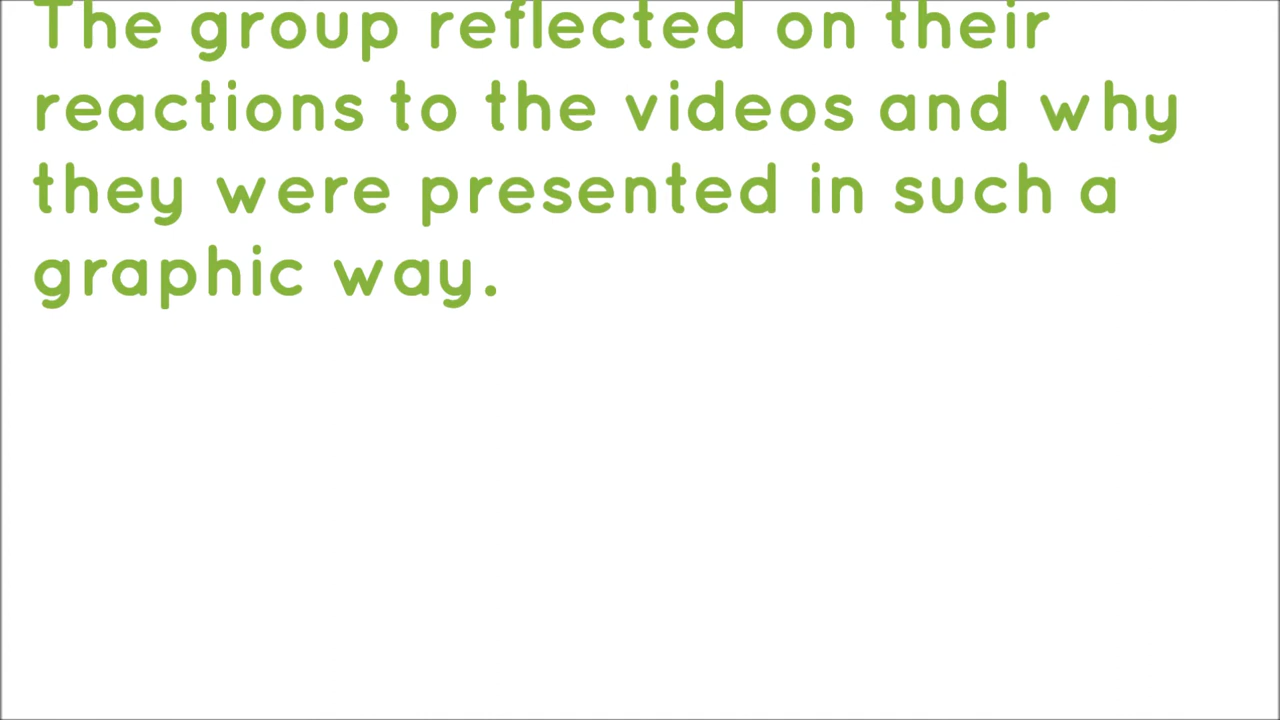 The group reflected on their
reactions to the videos and why
they were presented in such a
graphic way.